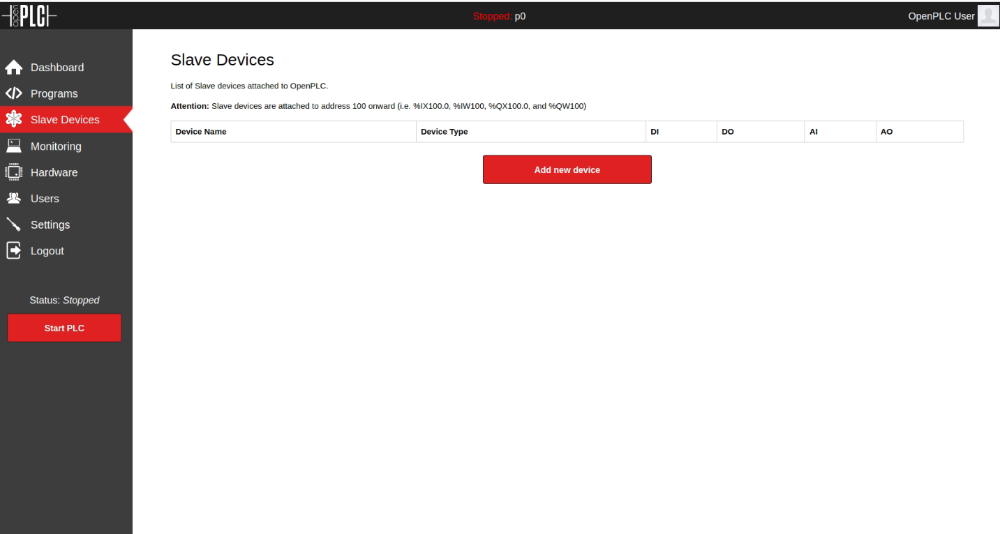 open PLC
Stopped: p0
OpenPLC User
Dashboard
Programs
Slave Devices
Monitoring
Hardware
Users
Settings
Logout
Status: Stopped
Start PLC
Slave Devices
List of Slave devices attached to OpenPLC.
Attention: Slave devices are attached to address 100 onward (i.e. %IX100.0, %IW100, %QX100.0, and %QW100)
Device Name Device Type DI DO AI AO
Add new device